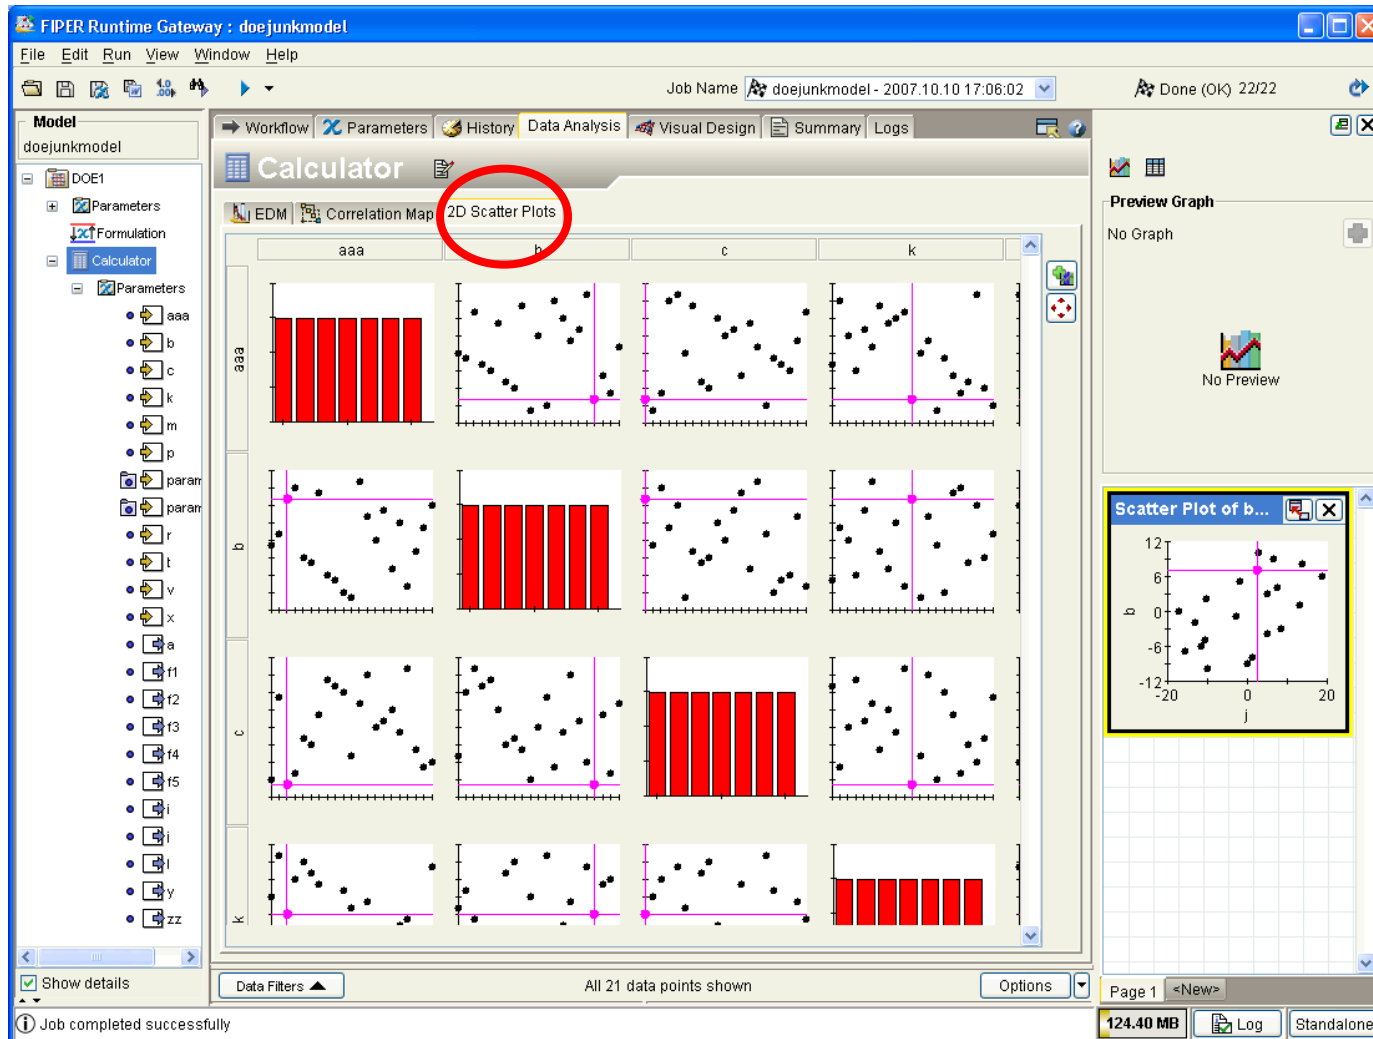 FIPER Runtime Gateway : doejunkmodel
File Edit Run View Window Help
Job Name doejunkmodel - 2007.10.10 17:06:02 Done (OK) 22/22
Model
doejunkmodel
DOE1
Parameters
Formulation
Calculator
Parameters
aaa
b
c
k
m
p
param
param
r
t
v
x
a
f1
f2
f3
f4
f5
i
j
l
y
zz
Show details
Workflow Parameters History Data Analysis Visual Design Summary Logs
Calculator
EDM Correlation Map 2D Scatter Plots
aaa b c k
aaa
b
c
k
Data Filters All 21 data points shown Options
Preview Graph
No Graph
No Preview
Scatter Plot of b...
12
6
0
-6
-12
b
-20 0 20
j
Page 1 <New>
Job completed successfully
124.40 MB Log Standalone